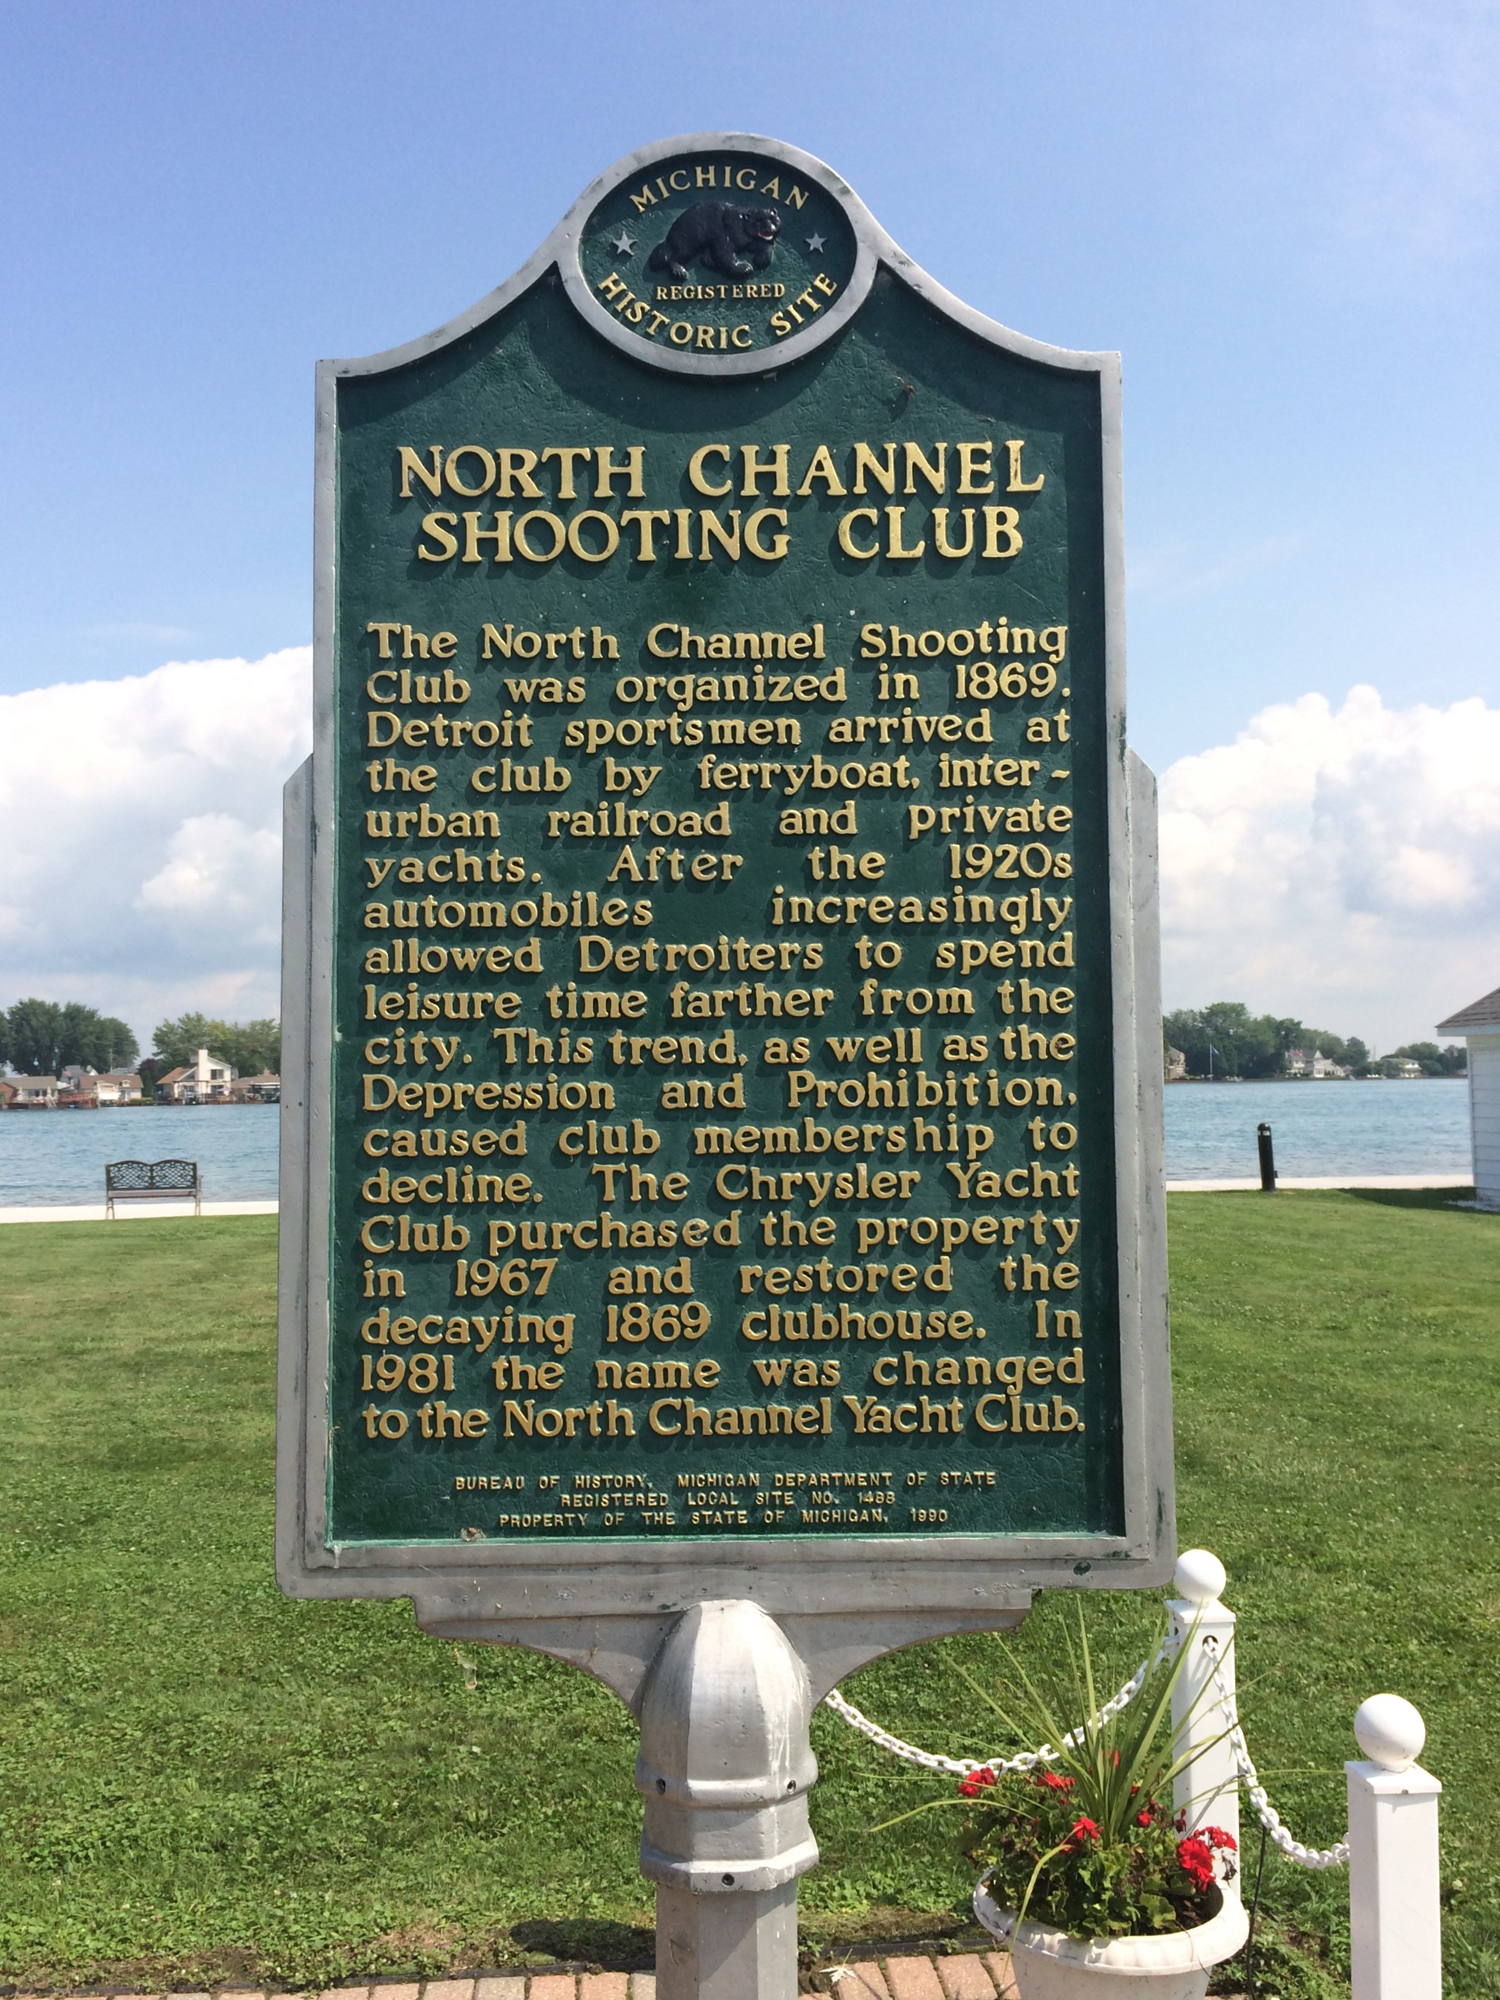 MICHIGAN
REGISTERED
HISTORIC SITE
NORTH CHANNEL
SHOOTING CLUB
The North Channel Shooting
Club was organized in 1869.
Detroit sportsmen arrived at
the club by ferryboat, inter-
urban railroad and private
yachts. After the 1920s
automobiles increasingly
allowed Detroiters to spend
leisure time farther from the
city. This trend, as well as the
Depression and Prohibition,
caused club membership to
decline. The Chrysler Yacht
Club purchased the property
in 1967 and restored the
decaying 1869 clubhouse. In
1981 the name was changed
to the North Channel Yacht Club.
BUREAU OF HISTORY, MICHIGAN DEPARTMENT OF STATE
REGISTERED LOCAL SITE NO. 1498
PROPERTY OF THE STATE OF MICHIGAN, 1990